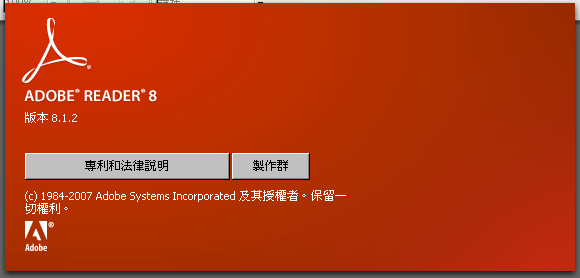 ADOBE® READER® 8
版本 8.1.2
專利和法律說明 製作群
(c) 1984-2007 Adobe Systems Incorporated 及其授權者。保留一
切權利。
Adobe